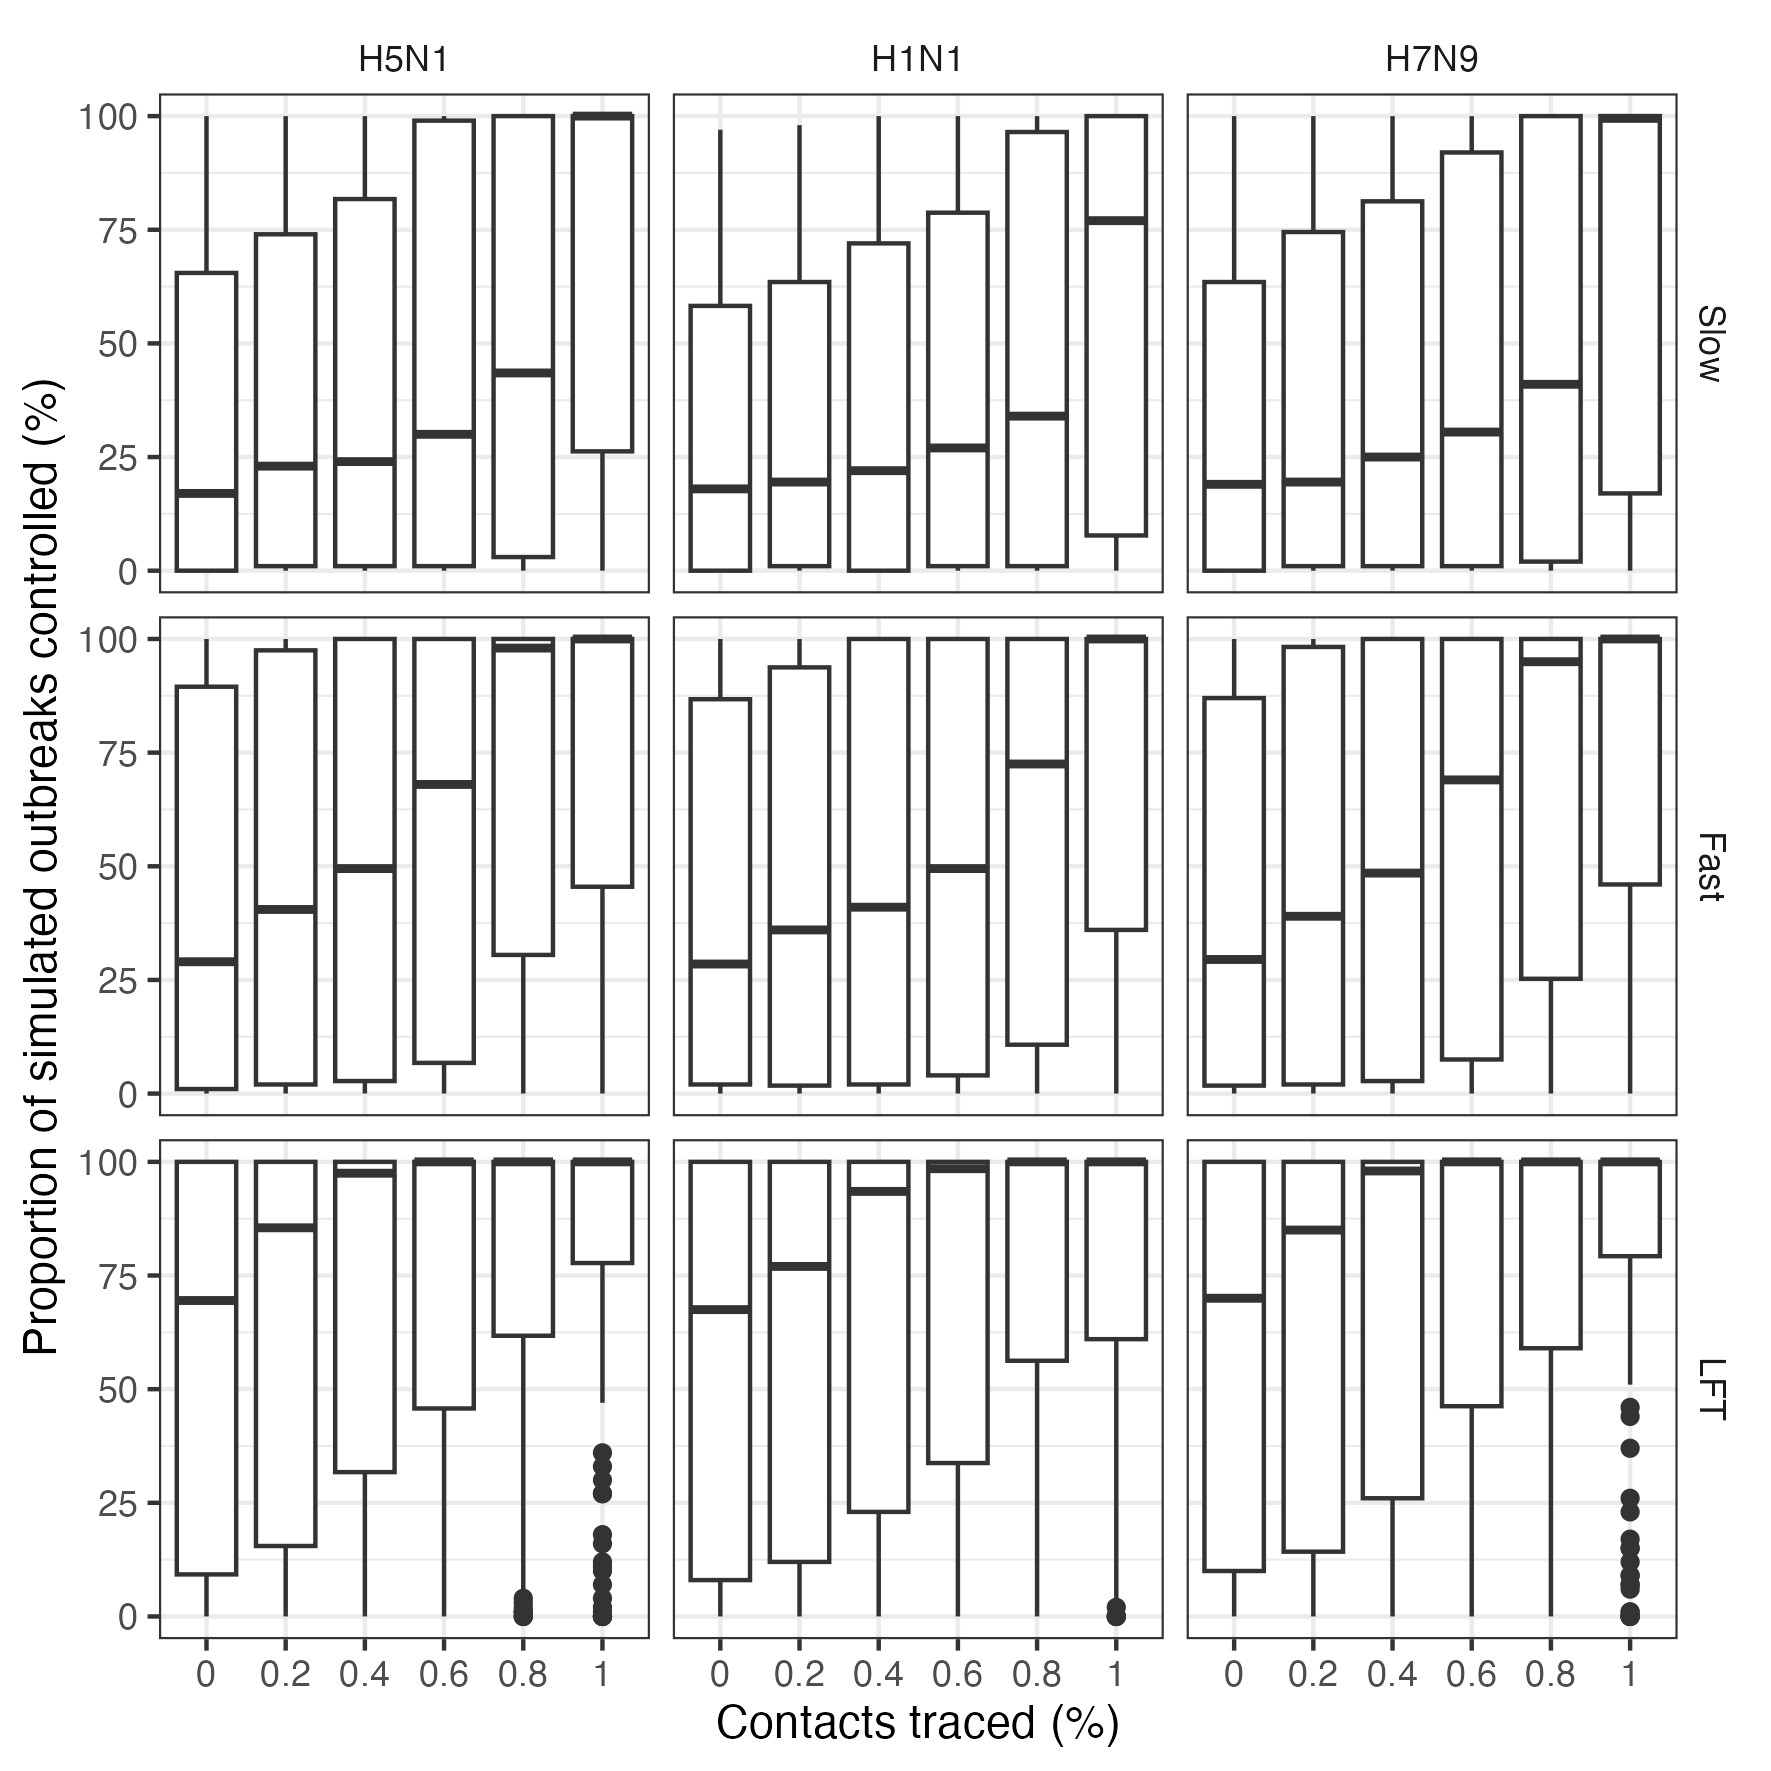 H5N1 H1N1 H7N9
Proportion of simulated outbreaks controlled (%)
100
75
50
25
0
Slow
100
75
50
25
0
Fast
100
75
50
25
0
LFT
0 0.2 0.4 0.6 0.8 1 0 0.2 0.4 0.6 0.8 1 0 0.2 0.4 0.6 0.8 1
Contacts traced (%)